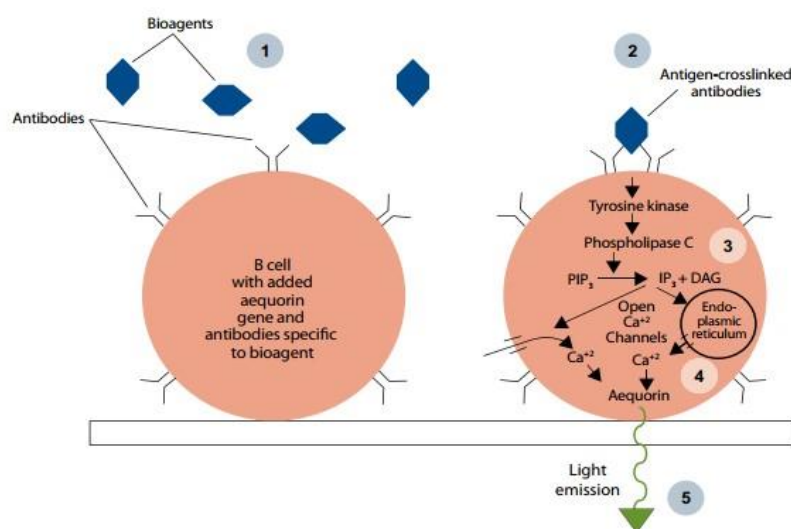 Bioagents
1
2
Antigen-crosslinked
antibodies
Antibodies
B cell
with added
aequorin
gene and
antibodies specific
to bioagent
Tyrosine kinase
Phospholipase C
3
PIP₃
IP₃ + DAG
Open
Ca⁺²
Channels
Endo-
plasmic
reticulum
Ca⁺²
Ca⁺²
4
Aequorin
Light
emission
5